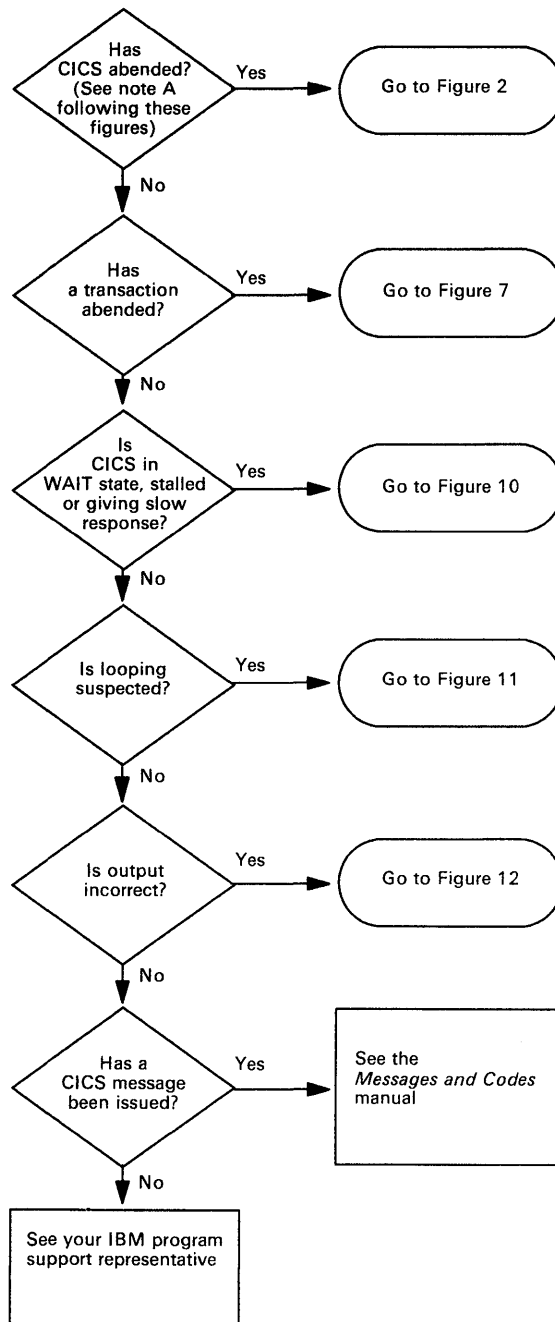 Has
CICS abended?
(See note A
following these
figures)
Yes
Go to Figure 2
No
Has
a transaction
abended?
Yes
Go to Figure 7
No
Is
CICS in
WAIT state, stalled
or giving slow
response?
Yes
Go to Figure 10
No
Is looping
suspected?
Yes
Go to Figure 11
No
Is output
incorrect?
Yes
Go to Figure 12
No
Has a
CICS message
been issued?
Yes
See the
Messages and Codes
manual
No
See your IBM program
support representative